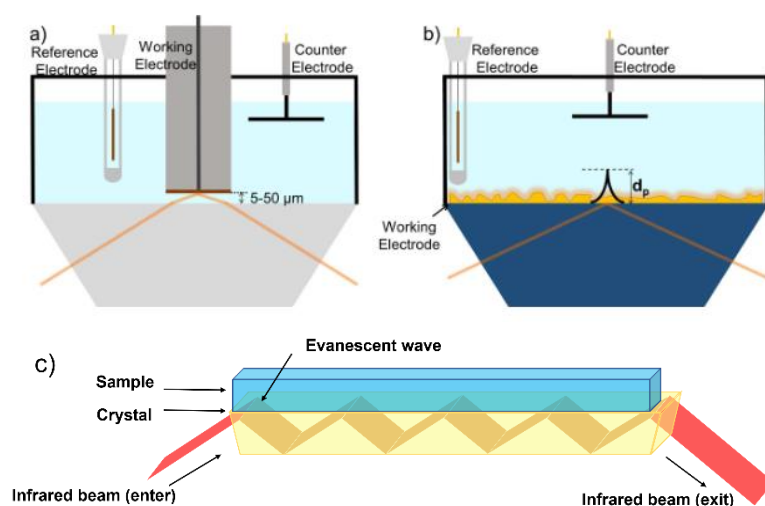 a)
Reference
Electrode
Working
Electrode
Counter
Electrode
5-50 µm
b)
Reference
Electrode
Counter
Electrode
dp
Working
Electrode
c)
Evanescent wave
Sample
Crystal
Infrared beam (enter)
Infrared beam (exit)